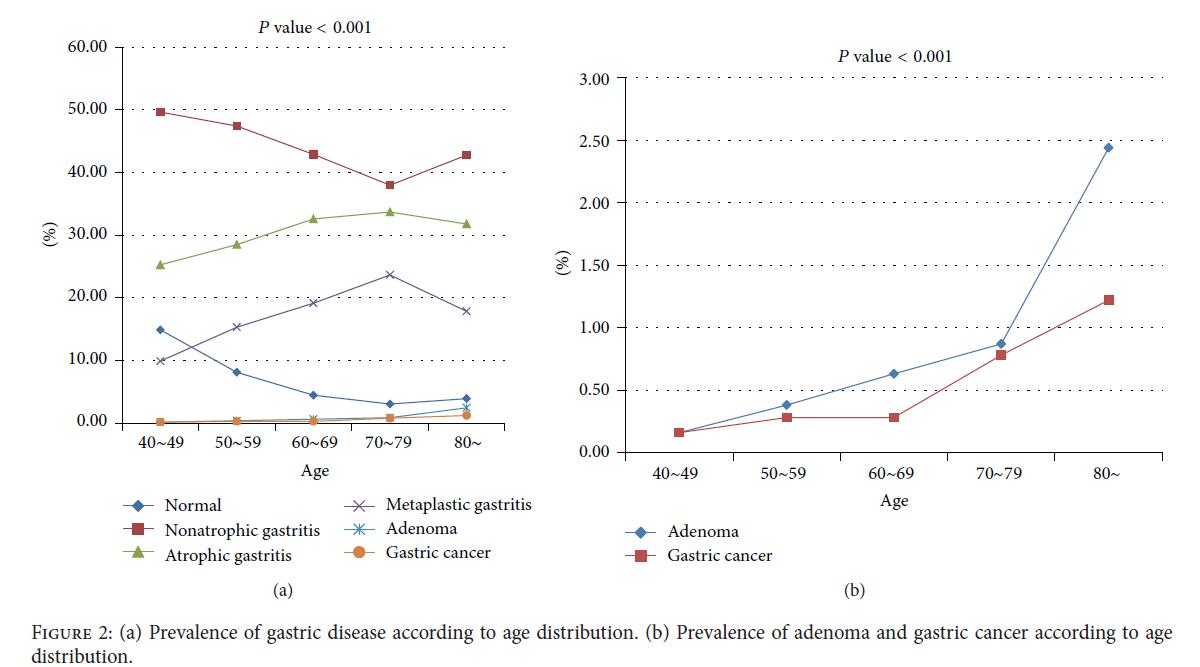 P value < 0.001
60.00
50.00
40.00
30.00
20.00
10.00
0.00
(%)
40~49 50~59 60~69 70~79 80~
Age
Normal
Nonatrophic gastritis
Atrophic gastritis
Metaplastic gastritis
Adenoma
Gastric cancer
(a)
P value < 0.001
3.00
2.50
2.00
1.50
1.00
0.50
0.00
(%)
40~49 50~59 60~69 70~79 80~
Age
Adenoma
Gastric cancer
(b)
Figure 2: (a) Prevalence of gastric disease according to age distribution. (b) Prevalence of adenoma and gastric cancer according to age
distribution.